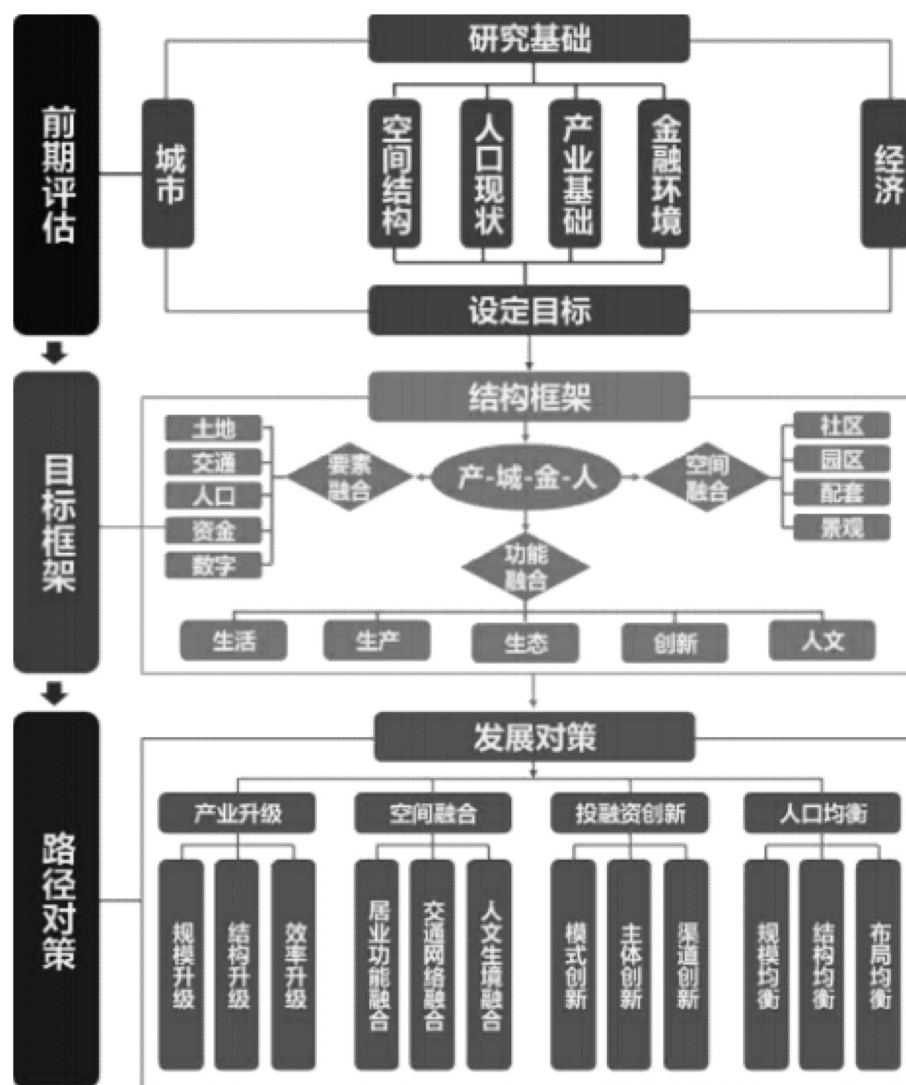 前期评估
研究基础
城市
空间结构
人口现状
产业基础
金融环境
经济
设定目标
目标框架
结构框架
土地
交通
人口
资金
数字
要素
融合
产-城-金-人
空间
融合
社区
园区
配套
景观
功能
融合
生活
生产
生态
创新
人文
路径对策
发展对策
产业升级
空间融合
投融资创新
人口均衡
规模升级
结构升级
效率升级
居业功能融合
交通网络融合
人文生境融合
模式创新
主体创新
渠道创新
规模均衡
结构均衡
布局均衡